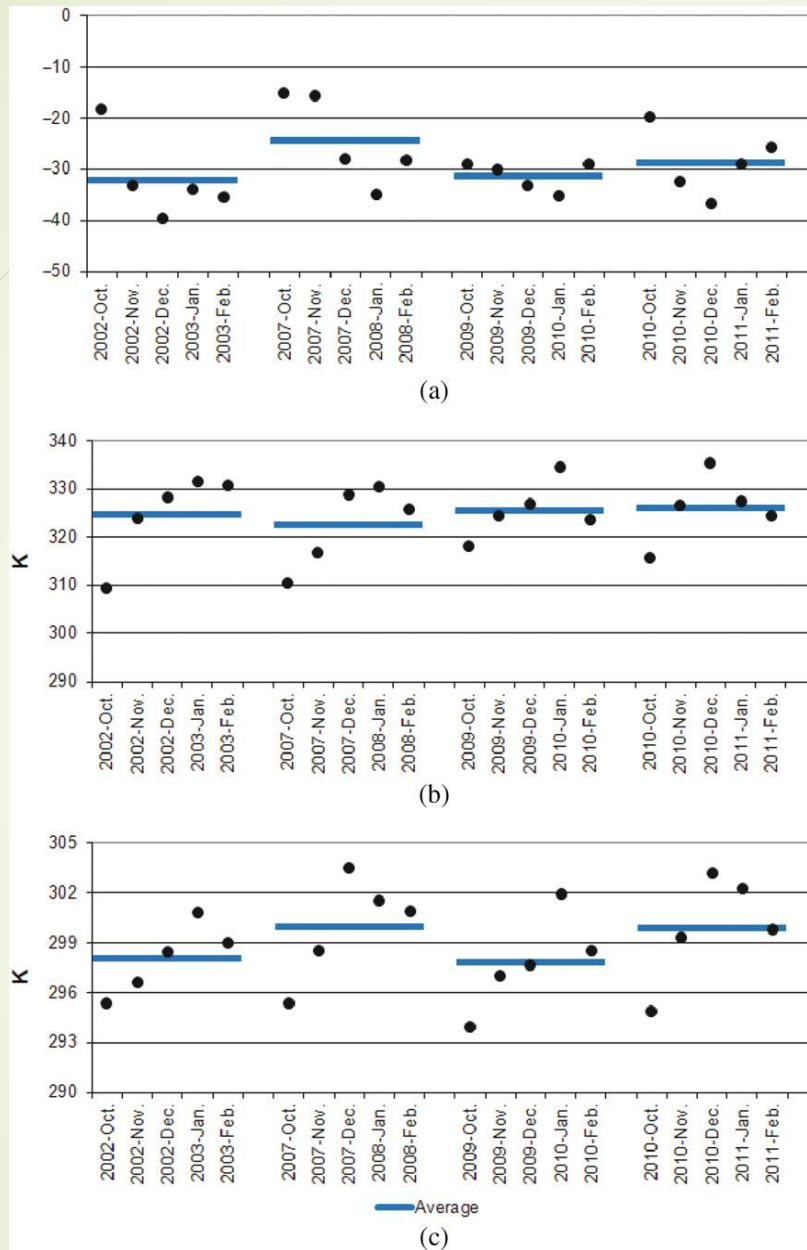 0
–10
–20
–30
–40
–50
2002-Oct.
2002-Nov.
2002-Dec.
2003-Jan.
2003-Feb.
2007-Oct.
2007-Nov.
2007-Dec.
2008-Jan.
2008-Feb.
2009-Oct.
2009-Nov.
2009-Dec.
2010-Jan.
2010-Feb.
2010-Oct.
2010-Nov.
2010-Dec.
2011-Jan.
2011-Feb.
(a)
340
330
320
310
300
290
K
2002-Oct.
2002-Nov.
2002-Dec.
2003-Jan.
2003-Feb.
2007-Oct.
2007-Nov.
2007-Dec.
2008-Jan.
2008-Feb.
2009-Oct.
2009-Nov.
2009-Dec.
2010-Jan.
2010-Feb.
2010-Oct.
2010-Nov.
2010-Dec.
2011-Jan.
2011-Feb.
(b)
305
302
299
296
293
290
K
2002-Oct.
2002-Nov.
2002-Dec.
2003-Jan.
2003-Feb.
2007-Oct.
2007-Nov.
2007-Dec.
2008-Jan.
2008-Feb.
2009-Oct.
2009-Nov.
2009-Dec.
2010-Jan.
2010-Feb.
2010-Oct.
2010-Nov.
2010-Dec.
2011-Jan.
2011-Feb.
Average
(c)